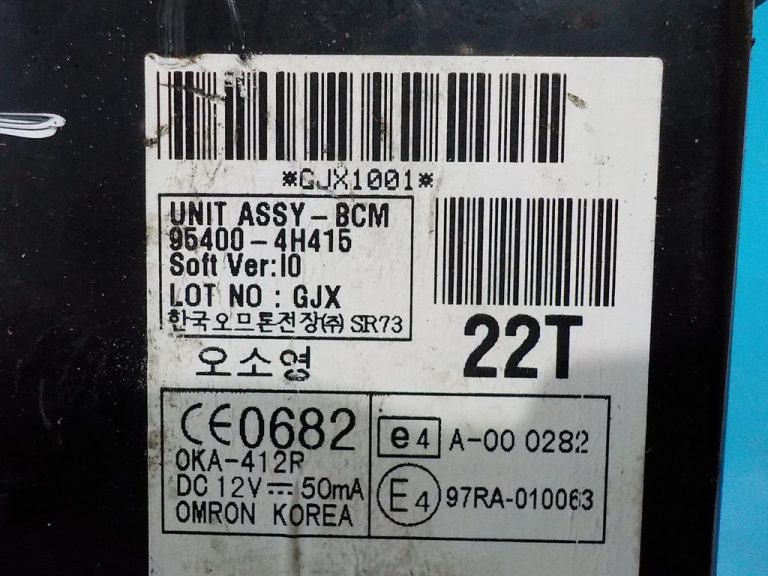 *GJX1001*
UNIT ASSY-BCM
95400-4H415
Soft Ver:IO
LOT NO : GJX
한국오므론전장(주) SR73
22T
오소영
CE0682
OKA-412R
DC 12V ⎓ 50mA
OMRON KOREA
e4 A-00 0282
E4 97RA-010063